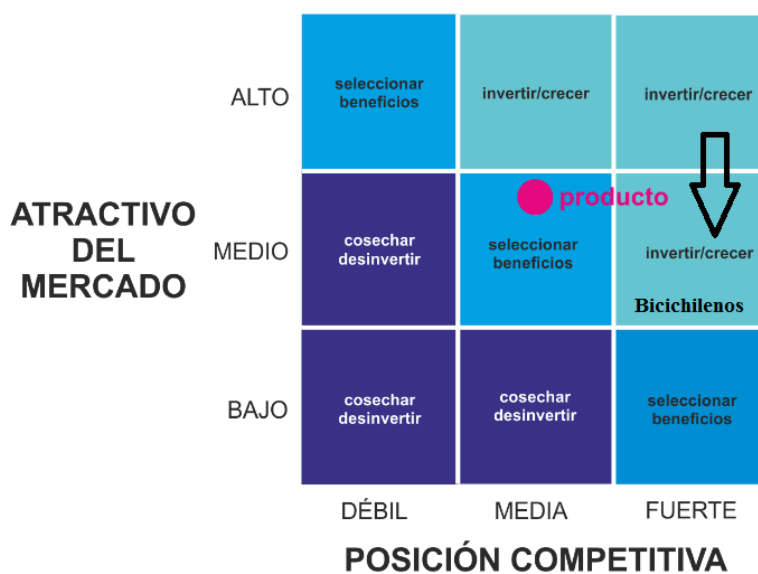 ALTO
seleccionar
beneficios
invertir/crecer
invertir/crecer
ATRACTIVO
DEL
MERCADO
MEDIO
cosechar
desinvertir
producto
seleccionar
beneficios
invertir/crecer
Bicichilenos
BAJO
cosechar
desinvertir
cosechar
desinvertir
seleccionar
beneficios
DÉBIL
MEDIA
FUERTE
POSICIÓN COMPETITIVA